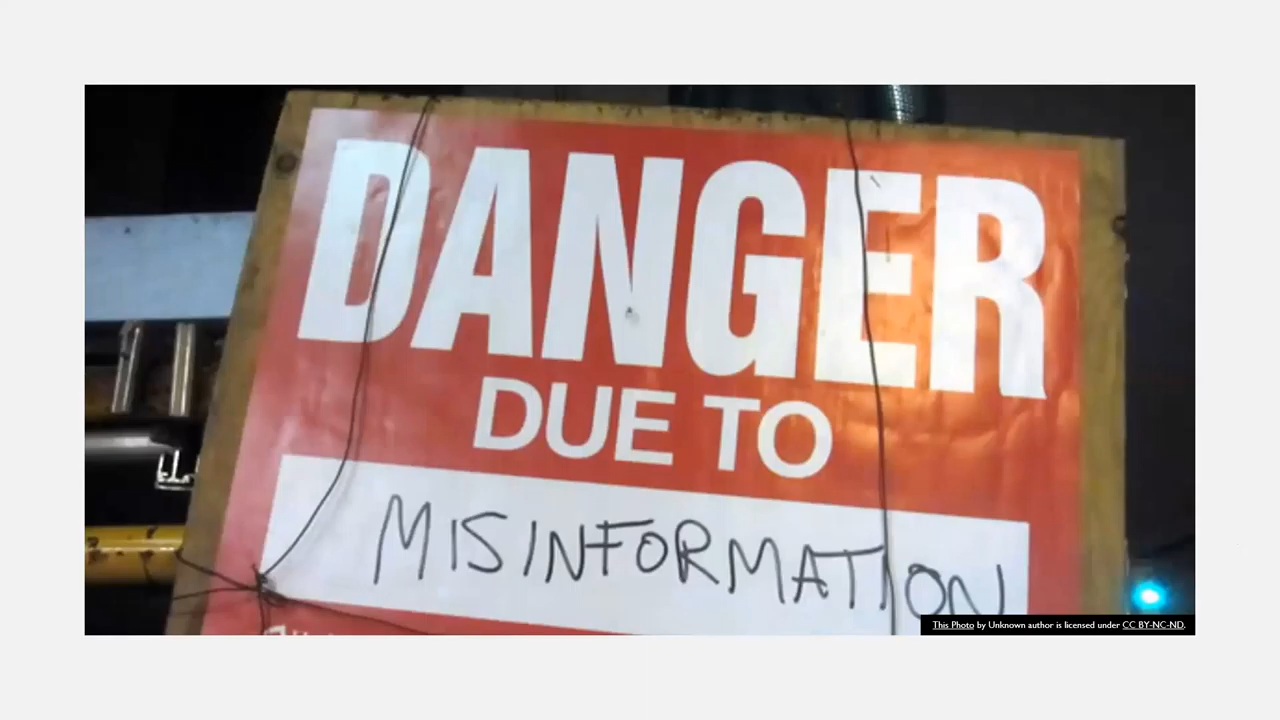 DANGER
DUE TO
MISINFORMATION
This Photo by Unknown author is licensed under CC BY-NC-ND.